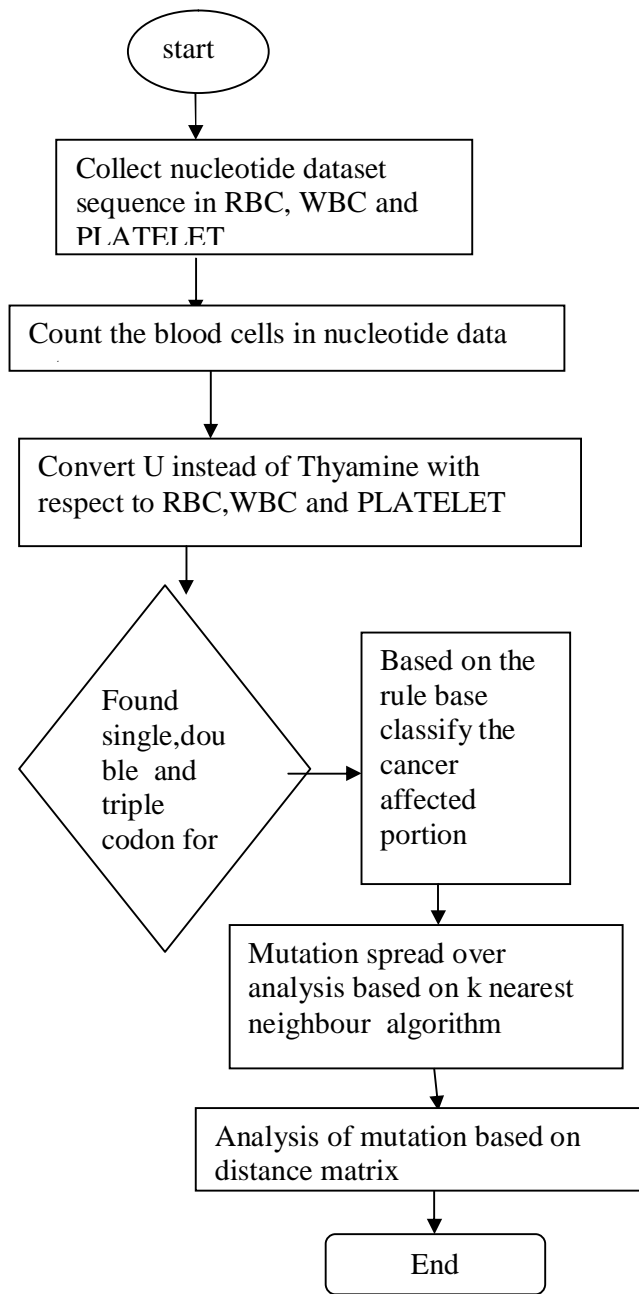 start
Collect nucleotide dataset
sequence in RBC, WBC and
PLATELET
Count the blood cells in nucleotide data
Convert U instead of Thyamine with
respect to RBC,WBC and PLATELET
Found
single,dou
ble and
triple
codon for
Based on the
rule base
classify the
cancer
affected
portion
Mutation spread over
analysis based on k nearest
neighbour algorithm
Analysis of mutation based on
distance matrix
End